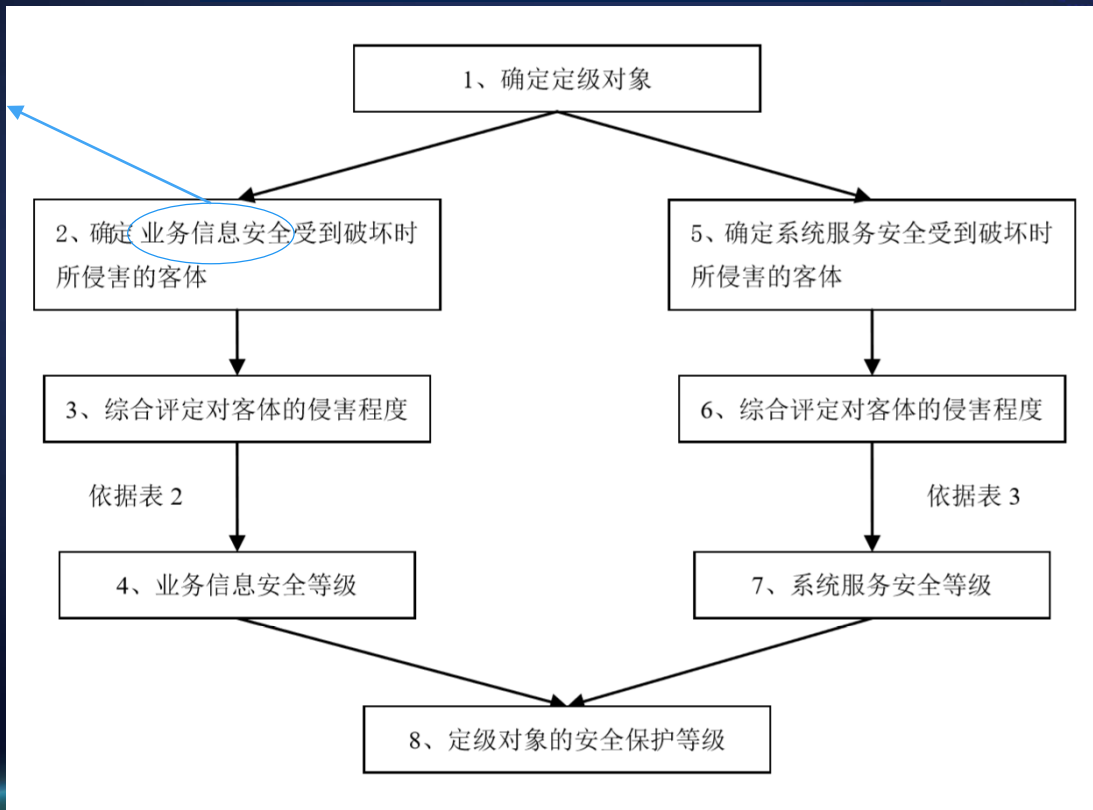 1、确定定级对象
2、确定业务信息安全受到破坏时
所侵害的客体
5、确定系统服务安全受到破坏时
所侵害的客体
3、综合评定对客体的侵害程度
6、综合评定对客体的侵害程度
依据表 2
依据表 3
4、业务信息安全等级
7、系统服务安全等级
8、定级对象的安全保护等级